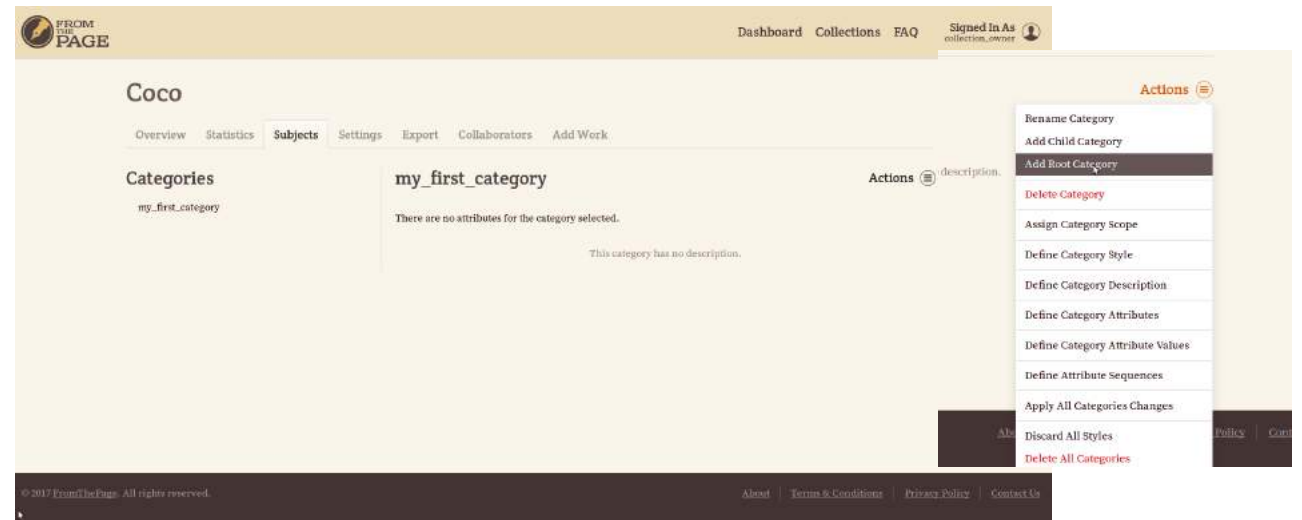 FROM
THE
PAGE
Dashboard Collections FAQ
Signed In As
collection_owner
Coco
Overview Statistics Subjects Settings Export Collaborators Add Work
Categories
my_first_category
my_first_category
Actions
There are no attributes for the category selected.
This category has no description.
© 2017 FromThePage. All rights reserved.
About | Terms & Conditions | Privacy Policy | Contact Us
Actions
description.
Rename Category
Add Child Category
Add Root Category
Delete Category
Assign Category Scope
Define Category Style
Define Category Description
Define Category Attributes
Define Category Attribute Values
Define Attribute Sequences
Apply All Categories Changes
Discard All Styles
Delete All Categories
Policy